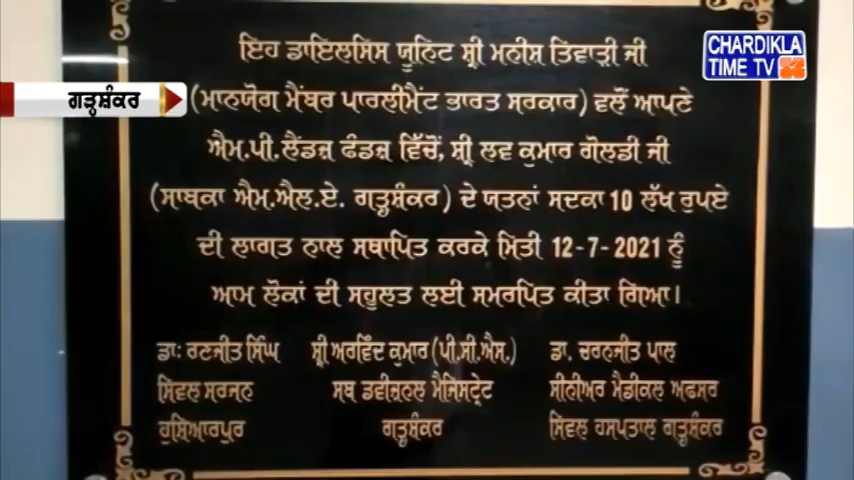 ਇਹ ਡਾਇਲਸਿਸ ਯੂਨਿਟ ਸ਼੍ਰੀ ਮਨੀਸ਼ ਤਿਵਾੜੀ ਜੀ
CHARDIKLA
TIME TV
ਗੜ੍ਹਸ਼ੰਕਰ
(ਮਾਨਯੋਗ ਮੈਂਬਰ ਪਾਰਲੀਮੈਂਟ ਭਾਰਤ ਸਰਕਾਰ) ਵਲੋਂ ਆਪਣੇ
ਐਮ.ਪੀ.ਲੈਂਡਜ਼ ਫੰਡਜ਼ ਵਿੱਚੋਂ, ਸ਼੍ਰੀ ਲਵ ਕੁਮਾਰ ਗੋਲਡੀ ਜੀ
(ਸਾਬਕਾ ਐਮ.ਐਲ.ਏ. ਗੜ੍ਹਸ਼ੰਕਰ) ਦੇ ਯਤਨਾਂ ਸਦਕਾ 10 ਲੱਖ ਰੁਪਏ
ਦੀ ਲਾਗਤ ਨਾਲ ਸਥਾਪਿਤ ਕਰਕੇ ਮਿਤੀ 12-7-2021 ਨੂੰ
ਆਮ ਲੋਕਾਂ ਦੀ ਸਹੂਲਤ ਲਈ ਸਮਰਪਿਤ ਕੀਤਾ ਗਿਆ।
ਡਾ: ਰਣਜੀਤ ਸਿੰਘ
ਸਿਵਲ ਸਰਜਨ
ਹੁਸ਼ਿਆਰਪੁਰ
ਸ਼੍ਰੀ ਅਰਵਿੰਦ ਕੁਮਾਰ (ਪੀ.ਸੀ.ਐਸ.)
ਸਬ ਡਵੀਜ਼ਨਲ ਮੈਜਿਸਟ੍ਰੇਟ
ਗੜ੍ਹਸ਼ੰਕਰ
ਡਾ. ਚਰਨਜੀਤ ਪਾਲ
ਸੀਨੀਅਰ ਮੈਡੀਕਲ ਅਫਸਰ
ਸਿਵਲ ਹਸਪਤਾਲ ਗੜ੍ਹਸ਼ੰਕਰ